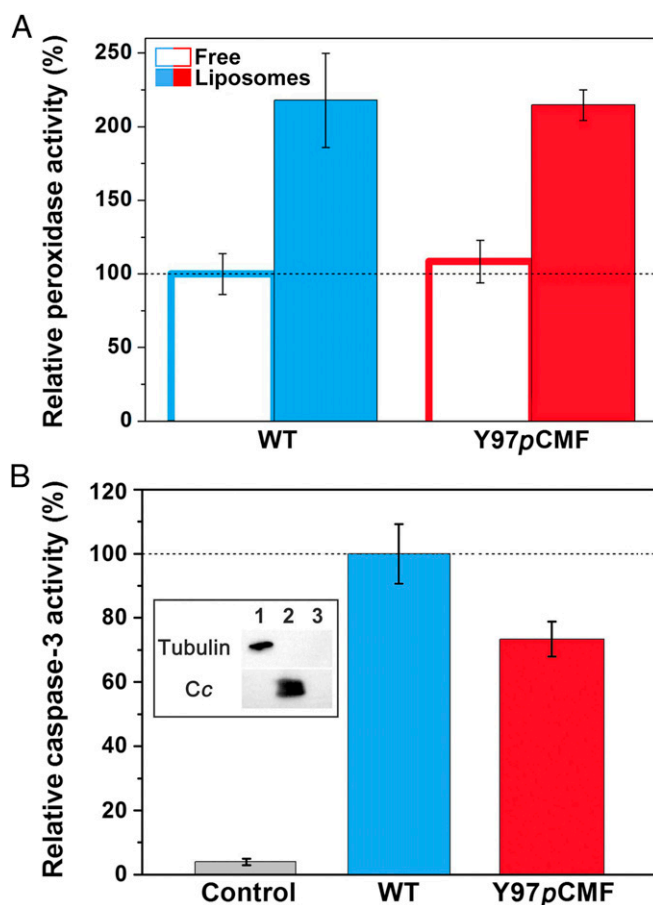 A
Relative peroxidase activity (%)
250
200
150
100
50
0
Free
Liposomes
WT Y97pCMF
B
Relative caspase-3 activity (%)
120
100
80
60
40
20
0
1 2 3
Tubulin
Cc
Control WT Y97pCMF